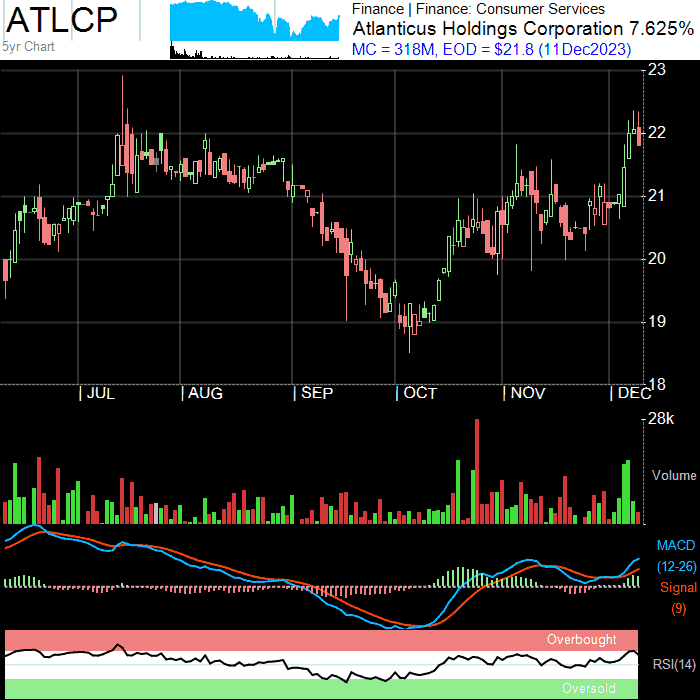 ATLCP
5yr Chart
Finance | Finance: Consumer Services
Atlanticus Holdings Corporation 7.625%
MC = 318M, EOD = $21.8 (11Dec2023)
23
22
21
20
19
18
| JUL | AUG | SEP | OCT | NOV | DEC
28k
Volume
MACD
(12-26)
Signal
(9)
Overbought
RSI(14)
Oversold